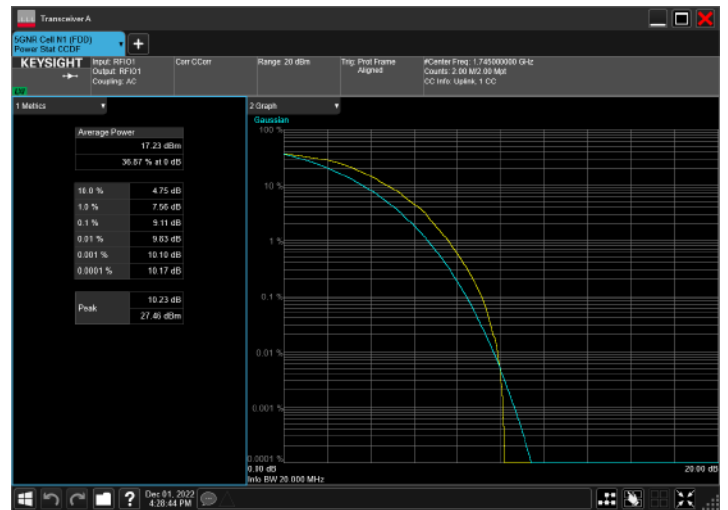 Transceiver A
5GNR Cell N1 (FDD)
Power Stat CCDF
KEYSIGHT
Input: RFIO1
Output: RFIO1
Coupling: AC
Corr CCorr
Range: 20 dBm
Trig: Prot Frame
Aligned
#Center Freq: 1.745000000 GHz
Counts: 2.00 M/2.00 Mpt
CC Info: Uplink, 1 CC
1 Metrics
Average Power
17.23 dBm
36.87 % at 0 dB
10.0 % 4.75 dB
1.0 % 7.56 dB
0.1 % 9.11 dB
0.01 % 9.83 dB
0.001 % 10.10 dB
0.0001 % 10.17 dB
Peak
10.23 dB
27.46 dBm
2 Graph
Gaussian
100 %
10 %
1 %
0.1 %
0.01 %
0.001 %
0.0001 %
0.00 dB
20.00 dB
Info BW 20.000 MHz
?
Dec 01, 2022
4:28:44 PM